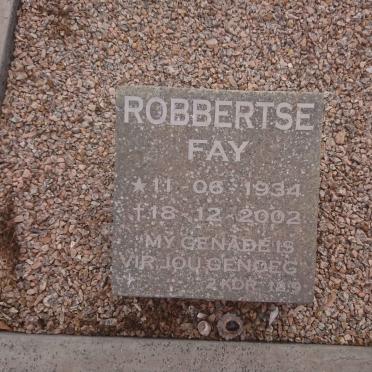 ROBBERTSE
FAY
★ 11 - 06 - 1934
†18 - 12 - 2002
MY GENADE IS
VIR JOU GENOEG
2 KOR 12:9